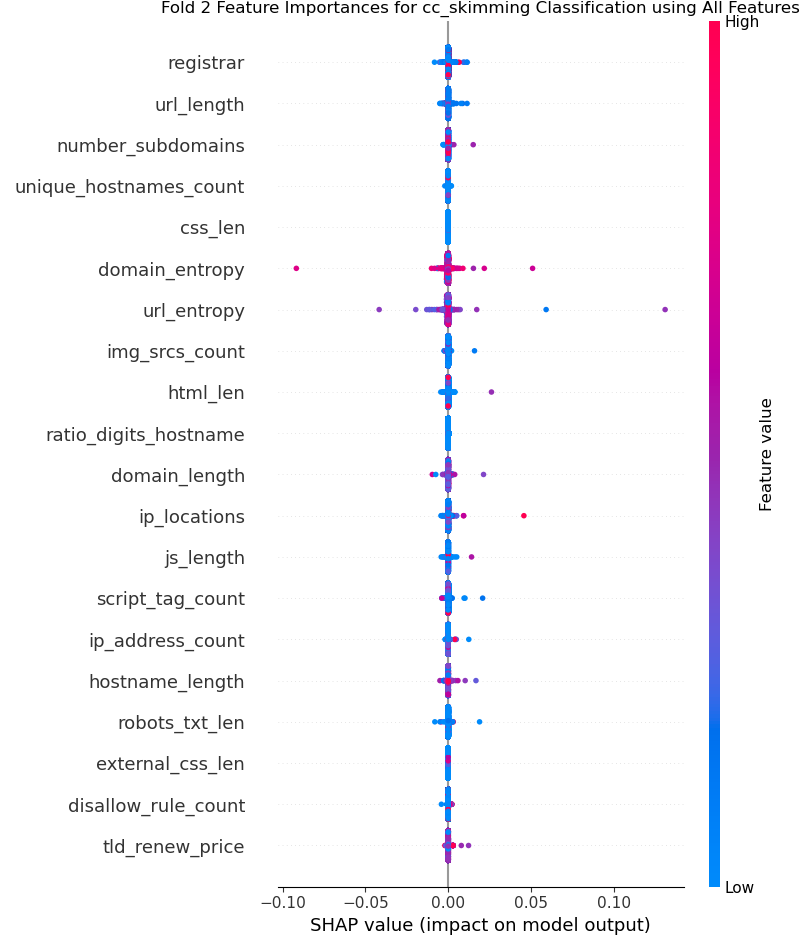 Fold 2 Feature Importances for cc_skimming Classification using All Features
High
registrar
url_length
number_subdomains
unique_hostnames_count
css_len
domain_entropy
url_entropy
img_srcs_count
html_len
ratio_digits_hostname
domain_length
ip_locations
js_length
script_tag_count
ip_address_count
hostname_length
robots_txt_len
external_css_len
disallow_rule_count
tld_renew_price
Feature value
Low
−0.10 −0.05 0.00 0.05 0.10
SHAP value (impact on model output)